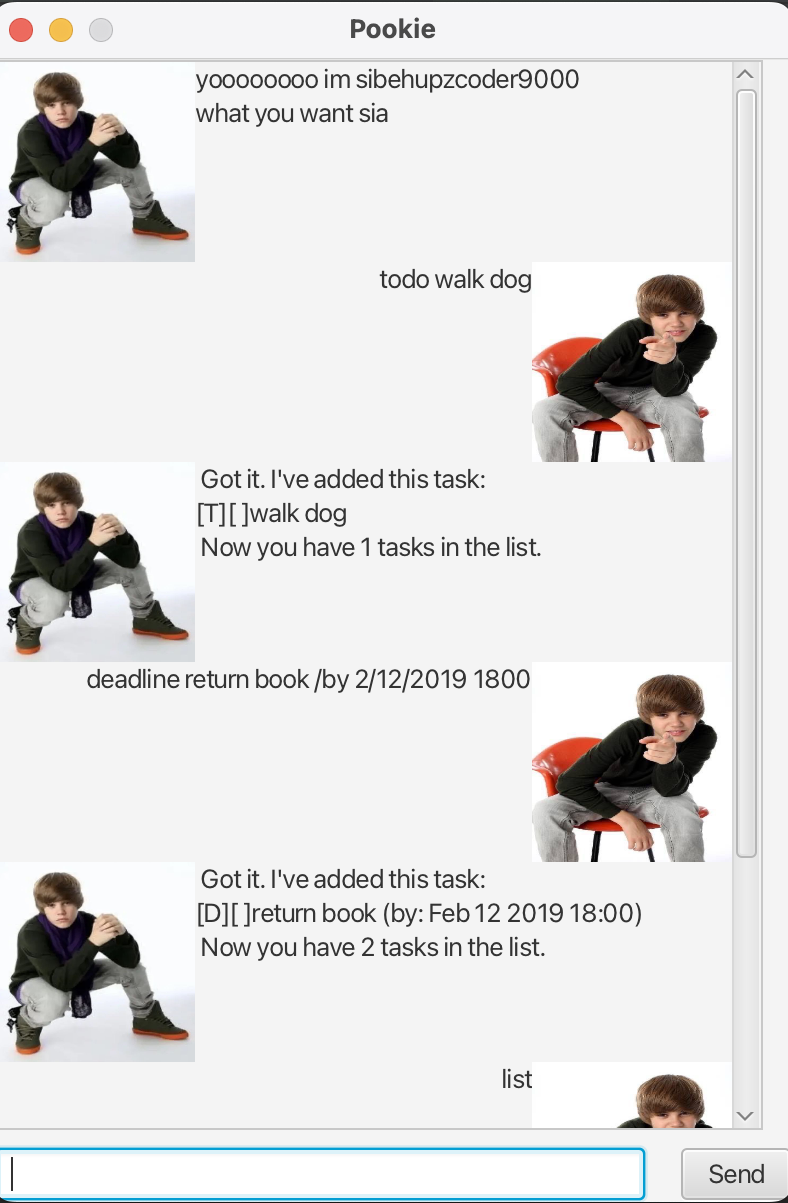 Pookie
yoooooooo im sibehupzcoder9000
what you want sia
todo walk dog
Got it. I've added this task:
[T][ ]walk dog
Now you have 1 tasks in the list.
deadline return book /by 2/12/2019 1800
Got it. I've added this task:
[D][ ]return book (by: Feb 12 2019 18:00)
Now you have 2 tasks in the list.
list
Send